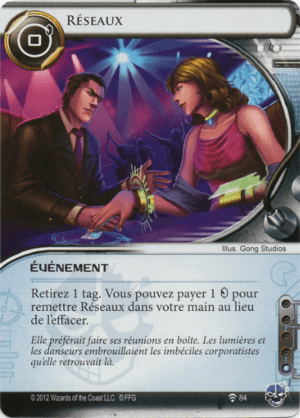 RÉSEAUX
0
Illus. Gong Studios
ÉVÉNEMENT
Retirez 1 tag. Vous pouvez payer 1 pour
remettre Réseaux dans votre main au lieu
de l'effacer.
Elle préférait faire ses réunions en boîte. Les lumières et
les danseurs embrouillaient les imbéciles corporatistes
qu'elle retrouvait là.
© 2012 Wizards of the Coast LLC. © FFG
84